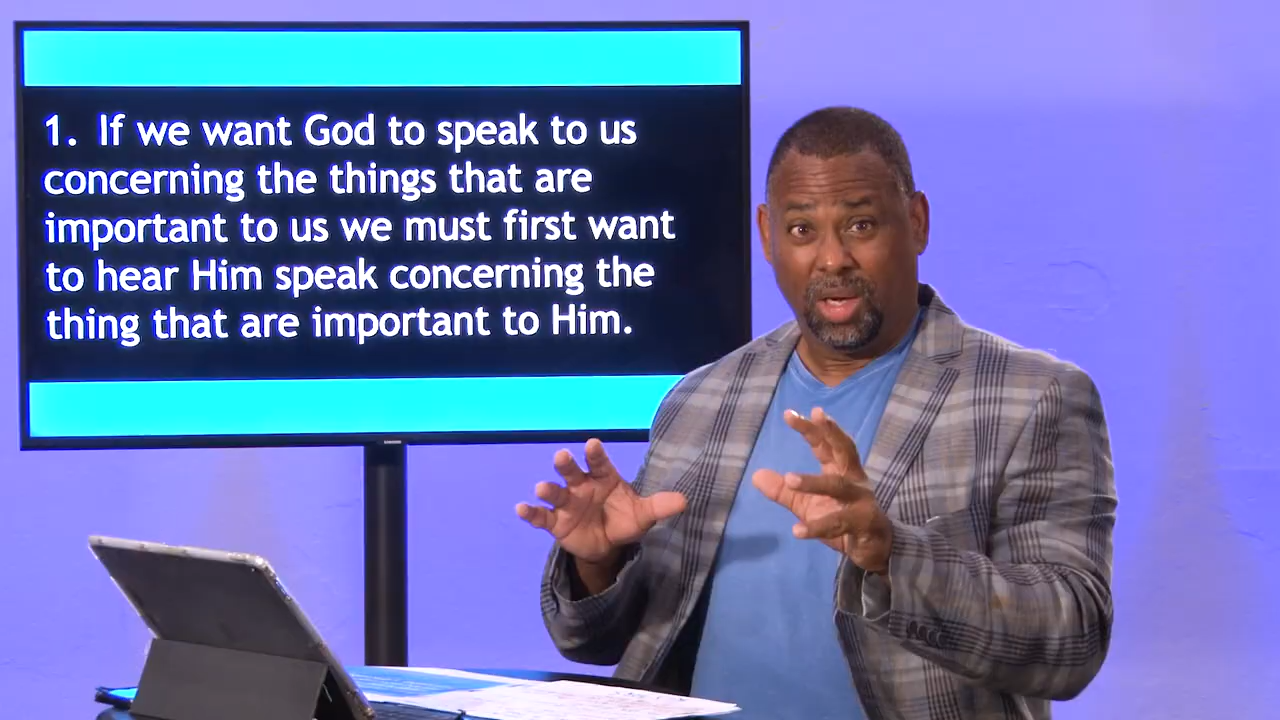 1. If we want God to speak to us
concerning the things that are
important to us we must first want
to hear Him speak concerning the
thing that are important to Him.
SAMSUNG